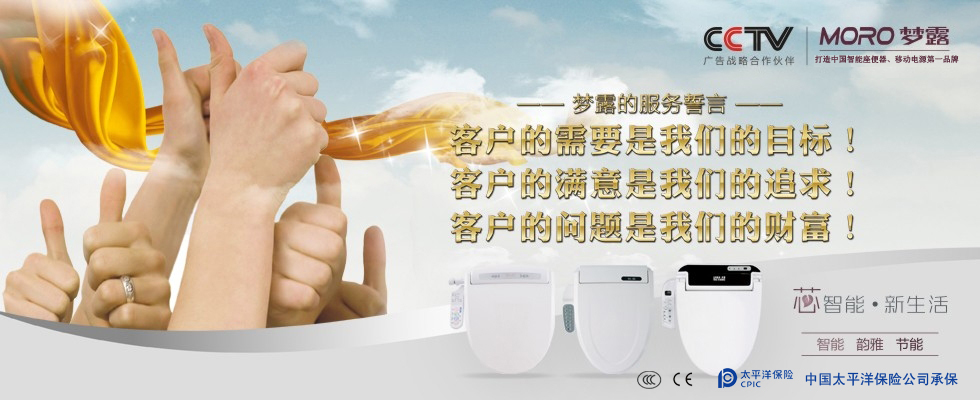 CCTV
广告战略合作伙伴
MORO 梦露
打造中国智能座便器、移动电源第一品牌
—— 梦露的服务誓言 ——
客户的需要是我们的目标！
客户的满意是我们的追求！
客户的问题是我们的财富！
芯智能·新生活
智能 韵雅 节能
CCC CE 太平洋保险 CPIC 中国太平洋保险公司承保